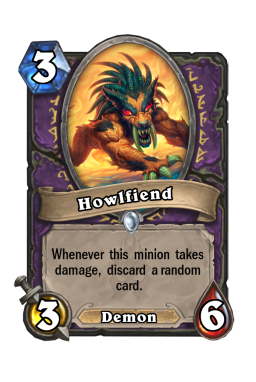 3
Howlfiend
Whenever this minion takes
damage, discard a random
card.
3
Demon
6